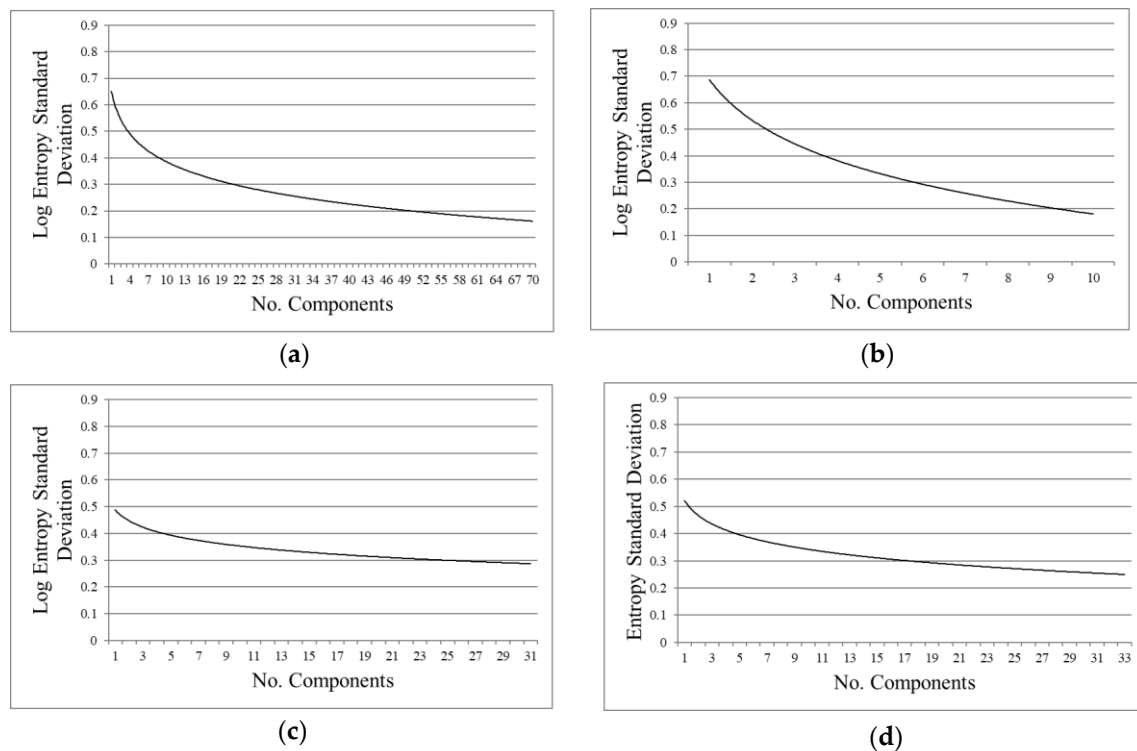 0.9
0.8
0.7
0.6
0.5
0.4
0.3
0.2
0.1
0
Log Entropy Standard
Deviation
1 4 7 10 13 16 19 22 25 28 31 34 37 40 43 46 49 52 55 58 61 64 67 70
No. Components
(a)
0.9
0.8
0.7
0.6
0.5
0.4
0.3
0.2
0.1
0
Log Entropy Standard
Deviation
1 2 3 4 5 6 7 8 9 10
No. Components
(b)
0.9
0.8
0.7
0.6
0.5
0.4
0.3
0.2
0.1
0
Log Entropy Standard
Deviation
1 3 5 7 9 11 13 15 17 19 21 23 25 27 29 31
No. Components
(c)
0.9
0.8
0.7
0.6
0.5
0.4
0.3
0.2
0.1
0
Entropy Standard Deviation
1 3 5 7 9 11 13 15 17 19 21 23 25 27 29 31 33
No. Components
(d)